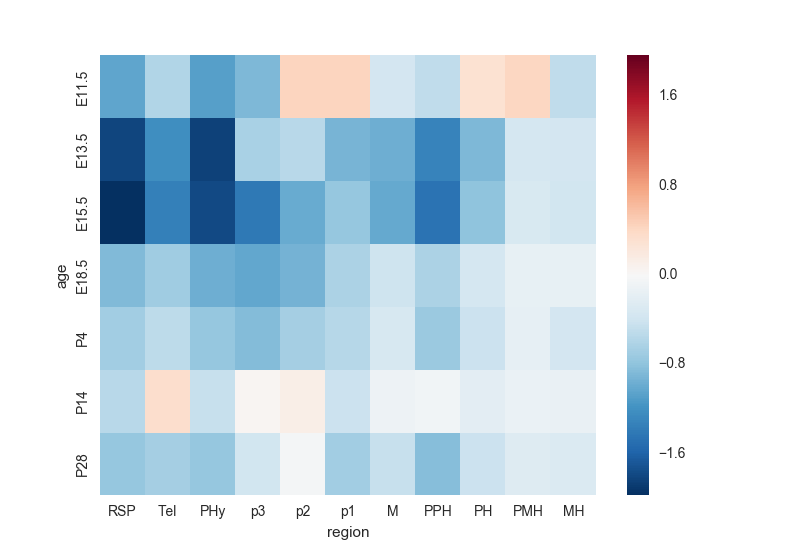 age
E11.5
E13.5
E15.5
E18.5
P4
P14
P28
RSP Tel PHy p3 p2 p1 M PPH PH PMH MH
region
1.6
0.8
0.0
−0.8
−1.6